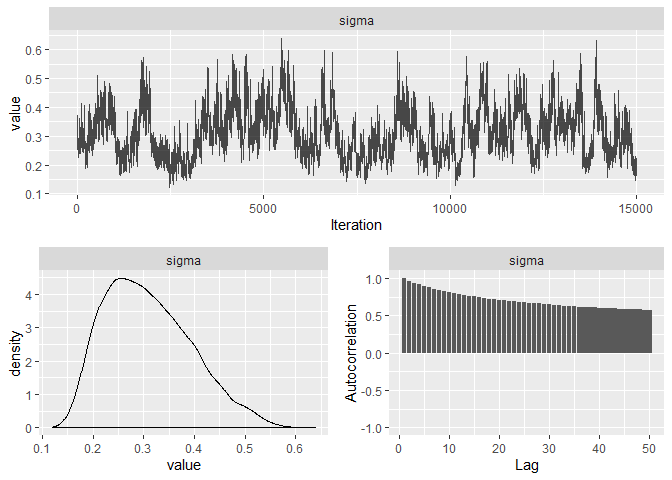 sigma
0.6
0.5
0.4
0.3
0.2
0.1
value
0 5000 10000 15000
Iteration
sigma
4
3
2
1
0
density
0.1 0.2 0.3 0.4 0.5 0.6
value
sigma
1.0
0.5
0.0
-0.5
-1.0
Autocorrelation
0 10 20 30 40 50
Lag